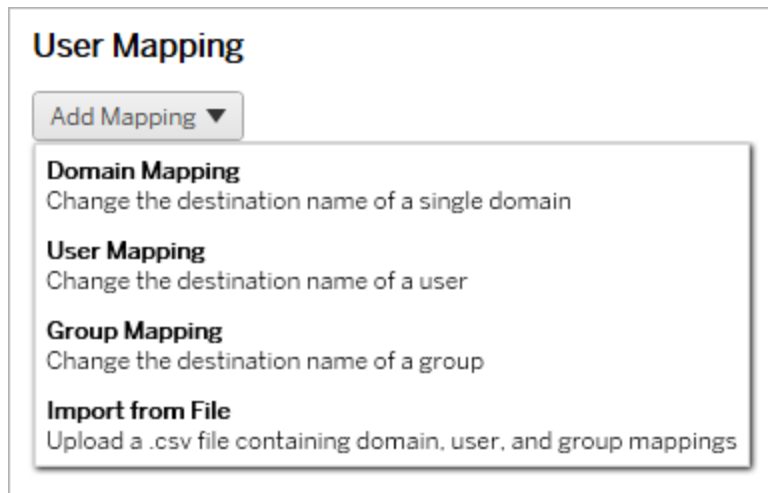 User Mapping
Add Mapping ▼
Domain Mapping
Change the destination name of a single domain
User Mapping
Change the destination name of a user
Group Mapping
Change the destination name of a group
Import from File
Upload a .csv file containing domain, user, and group mappings